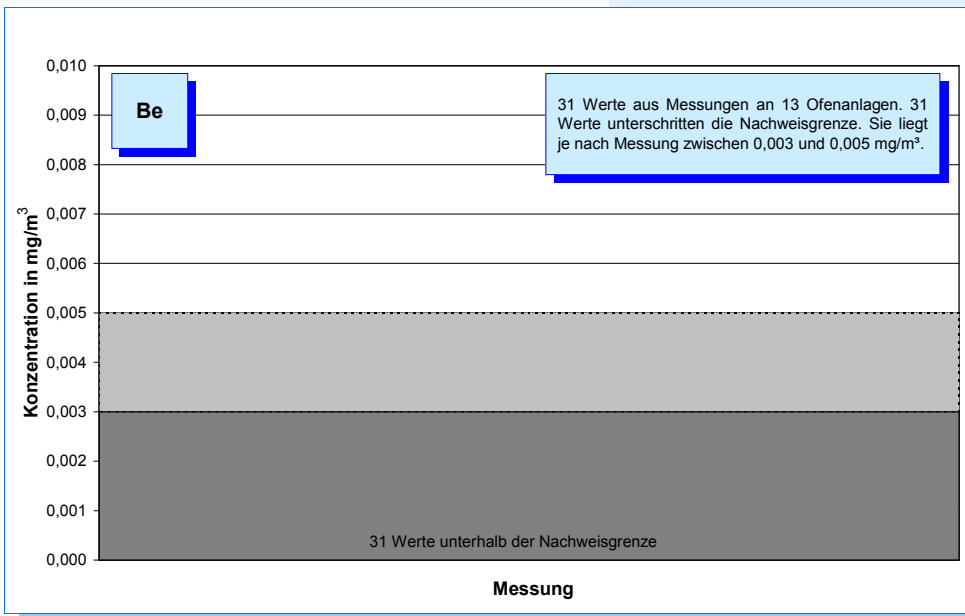 Be
31 Werte aus Messungen an 13 Ofenanlagen. 31
Werte unterschritten die Nachweisgrenze. Sie liegt
je nach Messung zwischen 0,003 und 0,005 mg/m³.
Konzentration in mg/m³
0,010
0,009
0,008
0,007
0,006
0,005
0,004
0,003
0,002
0,001
0,000
31 Werte unterhalb der Nachweisgrenze
Messung